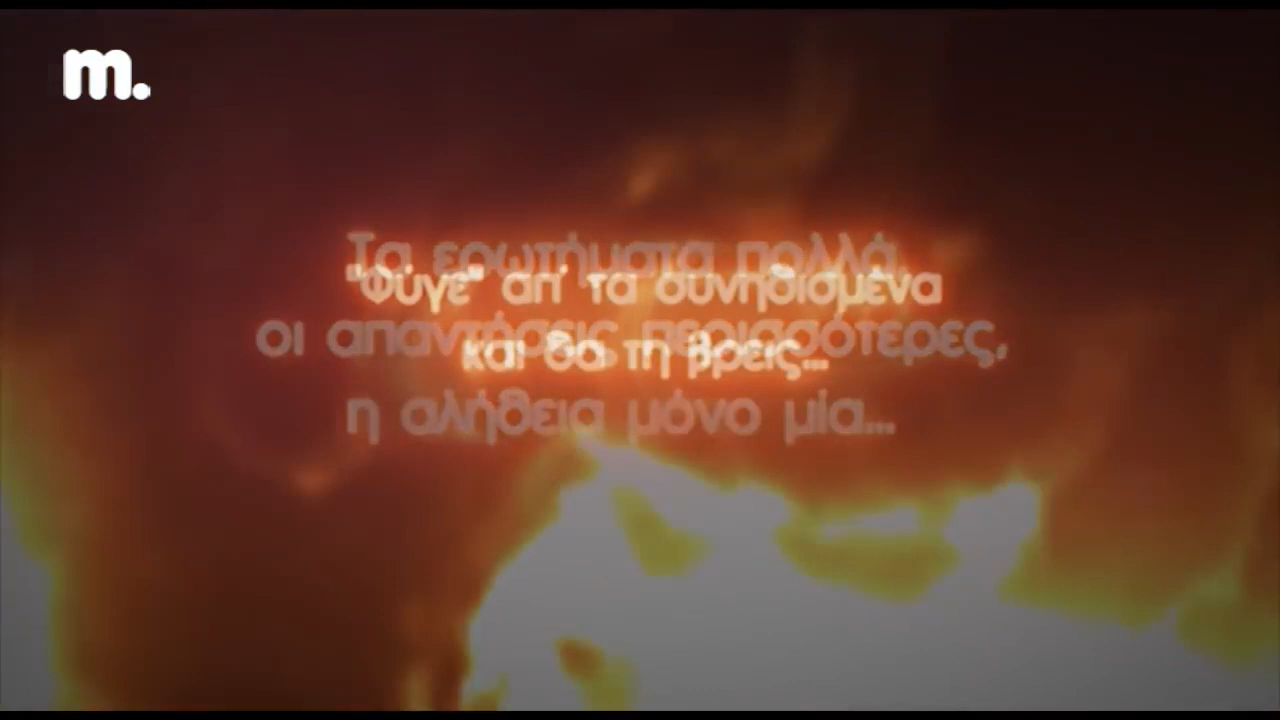 m.
Τα ερωτήματα πολλά,
"Φύγε" απ' τα συνηθισμένα
οι απαντήσεις περισσότερες,
και θα τη βρεις...
η αλήθεια μόνο μία...